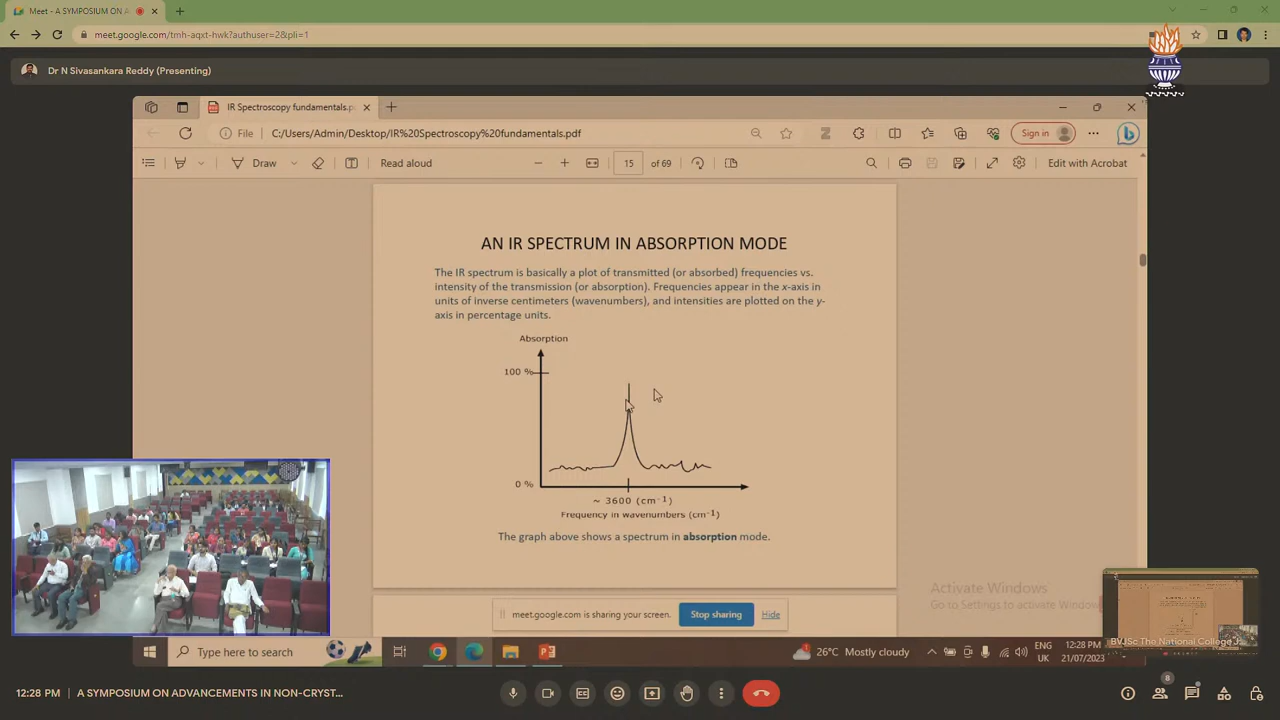 Meet - A SYMPOSIUM ON A
meet.google.com/tmh-aqxt-hwk?authuser=2&pli=1
Dr N Sivasankara Reddy (Presenting)
IR Spectroscopy fundamentals.p
File C:/Users/Admin/Desktop/IR%20Spectroscopy%20fundamentals.pdf
Sign in
Draw
Read aloud
15 of 69
Edit with Acrobat
AN IR SPECTRUM IN ABSORPTION MODE
The IR spectrum is basically a plot of transmitted (or absorbed) frequencies vs.
intensity of the transmission (or absorption). Frequencies appear in the x-axis in
units of inverse centimeters (wavenumbers), and intensities are plotted on the y-
axis in percentage units.
Absorption
100 %
0 %
~ 3600 (cm⁻¹)
Frequency in wavenumbers (cm⁻¹)
The graph above shows a spectrum in absorption mode.
Activate Windows
Go to Settings to activate Window
meet.google.com is sharing your screen. Stop sharing Hide
BVJSc The National College J
Type here to search
26°C Mostly cloudy
ENG
UK
12:28 PM
21/07/2023
12:28 PM | A SYMPOSIUM ON ADVANCEMENTS IN NON-CRYST...
8